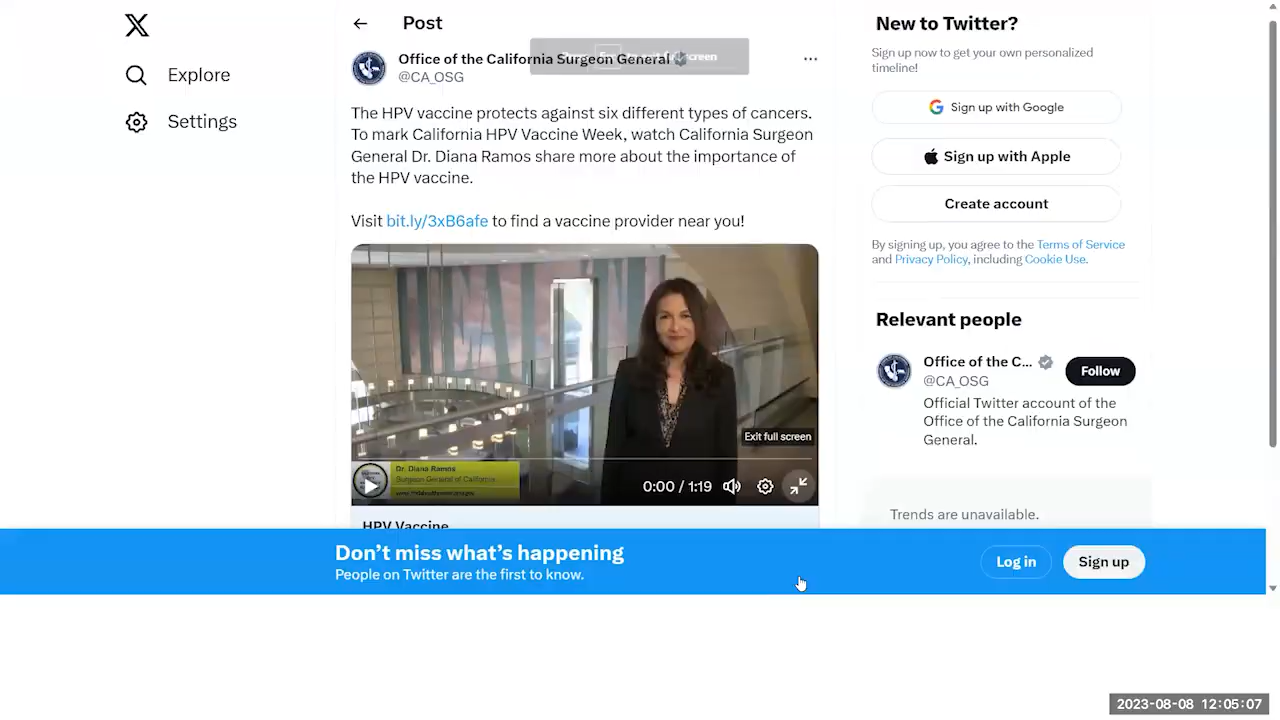 Post
Explore
Settings
Office of the California Surgeon General
@CA_OSG
The HPV vaccine protects against six different types of cancers.
To mark California HPV Vaccine Week, watch California Surgeon
General Dr. Diana Ramos share more about the importance of
the HPV vaccine.
Visit bit.ly/3xB6afe to find a vaccine provider near you!
Exit full screen
Dr. Diana Ramos
Surgeon General of California
0:00 / 1:19
HPV Vaccine
New to Twitter?
Sign up now to get your own personalized
timeline!
Sign up with Google
Sign up with Apple
Create account
By signing up, you agree to the Terms of Service
and Privacy Policy, including Cookie Use.
Relevant people
Office of the C...
@CA_OSG
Follow
Official Twitter account of the
Office of the California Surgeon
General.
Trends are unavailable.
Don’t miss what’s happening
People on Twitter are the first to know.
Log in
Sign up
2023-08-08 12:05:07